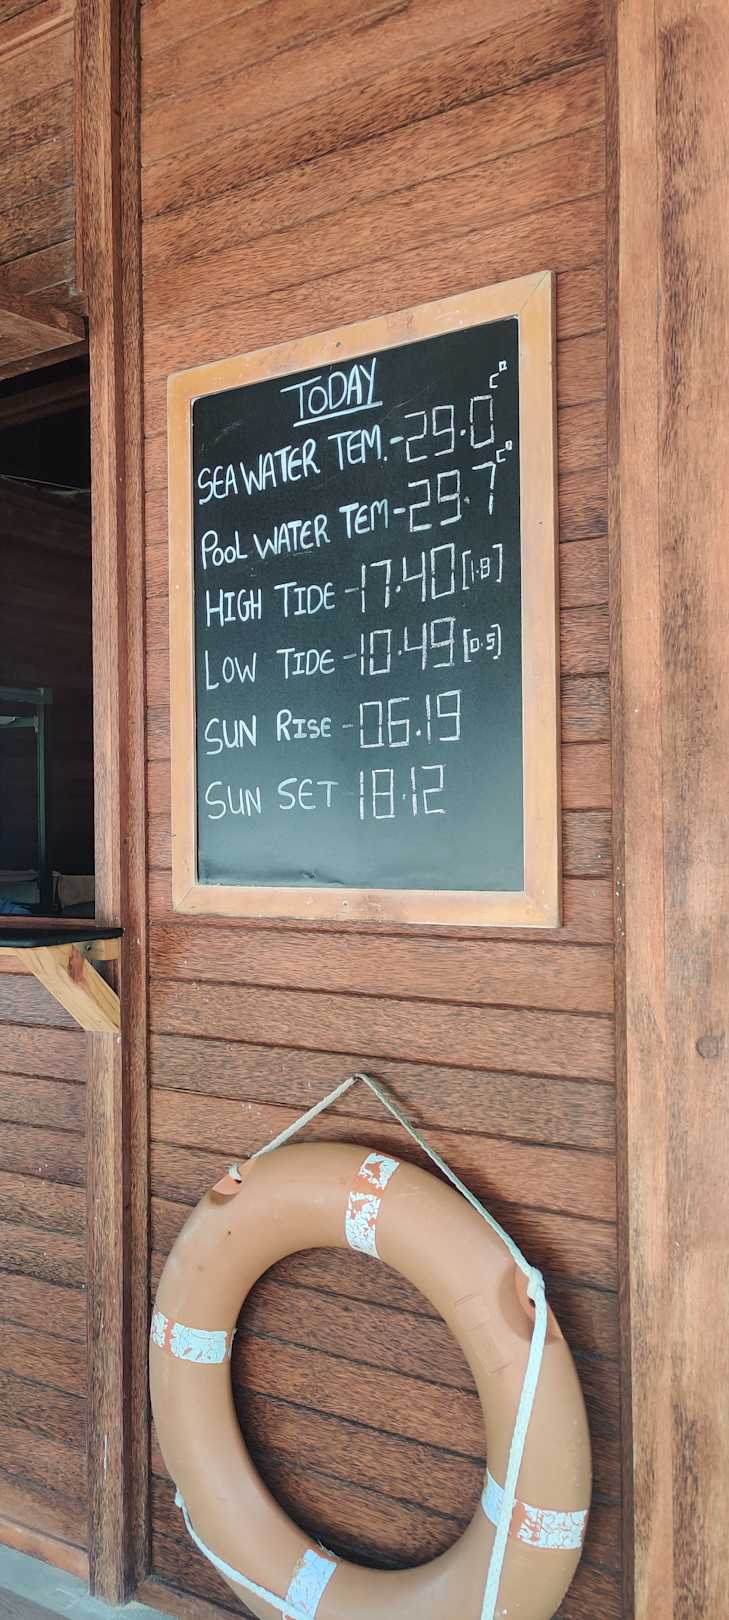 TODAY
SEA WATER TEM.-29.0 C°
POOL WATER TEM-29.7 C°
HIGH TIDE-17.40[1.8]
LOW TIDE-10.49[0.5]
SUN RISE-06.19
SUN SET-18.12